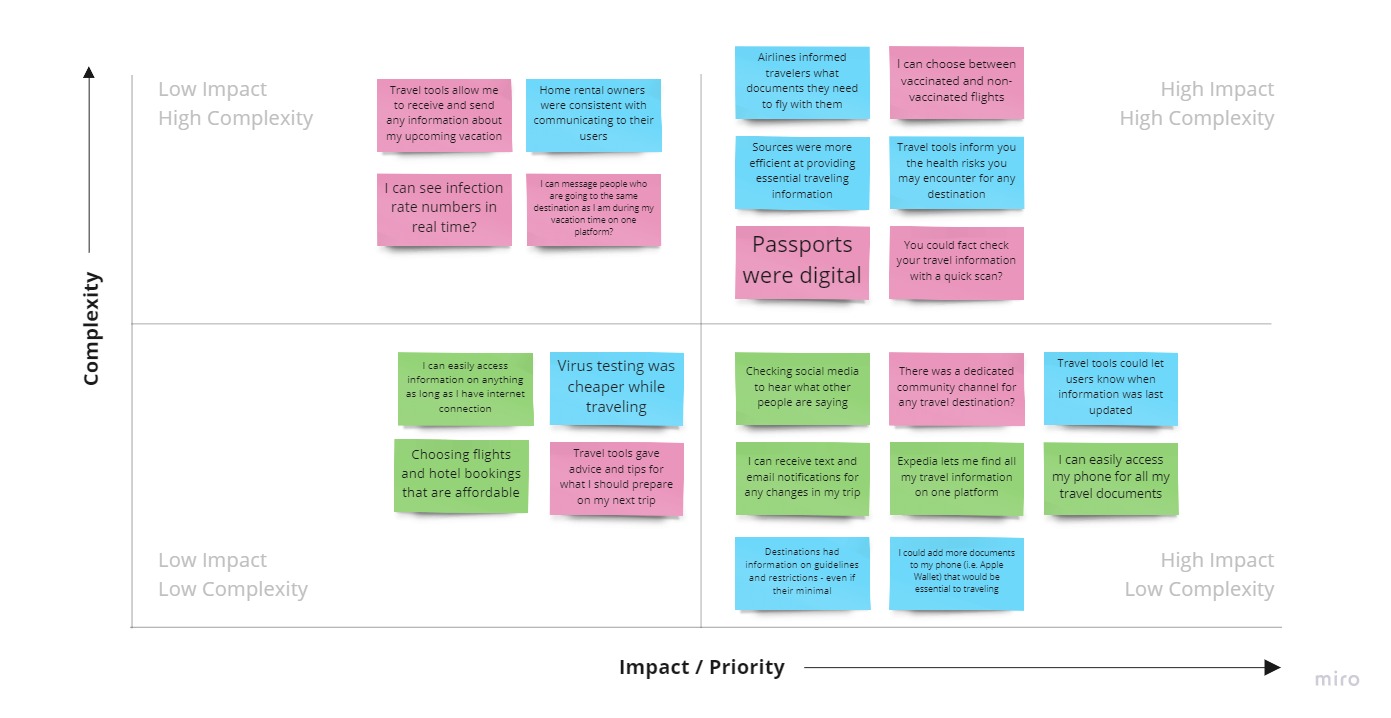 Low Impact
High Complexity
Travel tools allow me
to receive and send
any information about
my upcoming vacation
Home rental owners
were consistent with
communicating to their
users
I can see infection
rate numbers in
real time?
I can message people who
are going to the same
destination as I am during my
vacation time on one
platform?
Airlines informed
travelers what
documents they need
to fly with them
I can choose between
vaccinated and non-
vaccinated flights
High Impact
High Complexity
Sources were more
efficient at providing
essential traveling
information
Travel tools inform you
the health risks you
may encounter for any
destination
Passports
were digital
You could fact check
your travel information
with a quick scan?
Complexity
I can easily access
information on anything
as long as I have internet
connection
Virus testing was
cheaper while
traveling
Choosing flights
and hotel bookings
that are affordable
Travel tools gave
advice and tips for
what I should prepare
on my next trip
Low Impact
Low Complexity
Checking social media
to hear what other
people are saying
There was a dedicated
community channel for
any travel destination?
Travel tools could let
users know when
information was last
updated
I can receive text and
email notifications for
any changes in my trip
Expedia lets me find all
my travel information
on one platform
I can easily access
my phone for all my
travel documents
Destinations had
information on guidelines
and restrictions - even if
their minimal
I could add more documents
to my phone (i.e. Apple
Wallet) that would be
essential to traveling
High Impact
Low Complexity
Impact / Priority
miro